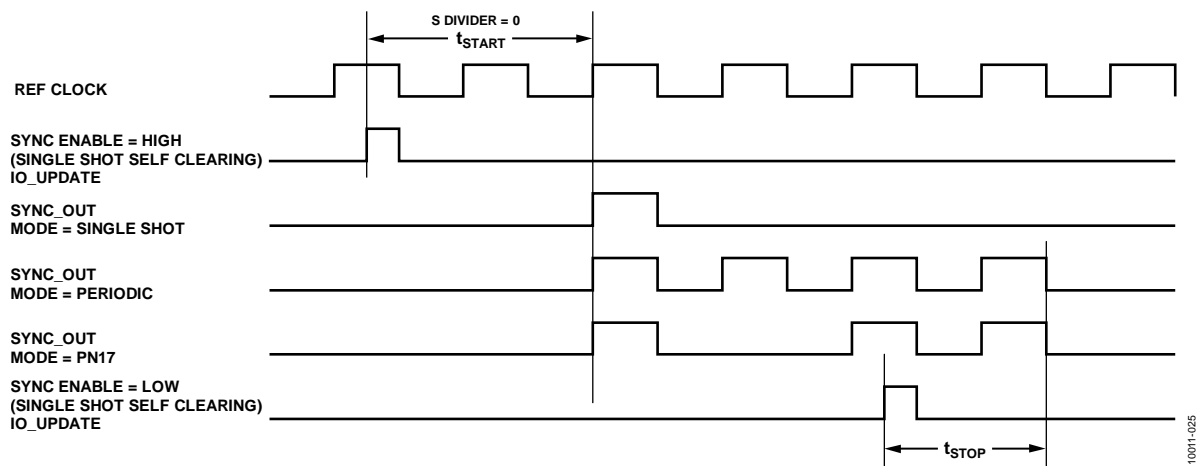 S DIVIDER = 0
tSTART
REF CLOCK
SYNC ENABLE = HIGH
(SINGLE SHOT SELF CLEARING)
IO_UPDATE
SYNC_OUT
MODE = SINGLE SHOT
SYNC_OUT
MODE = PERIODIC
SYNC_OUT
MODE = PN17
SYNC ENABLE = LOW
(SINGLE SHOT SELF CLEARING)
IO_UPDATE
tSTOP
10011-025